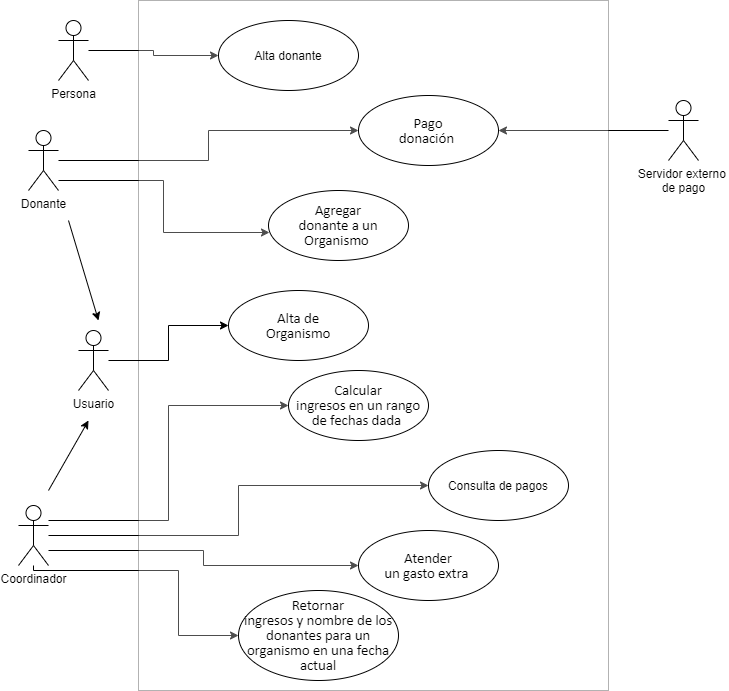 Persona
Alta donante
Donante
Pago
donación
Servidor externo
de pago
Agregar
donante a un
Organismo
Usuario
Alta de
Organismo
Calcular
ingresos en un rango
de fechas dada
Consulta de pagos
Coordinador
Atender
un gasto extra
Retornar
ingresos y nombre de los
donantes para un
organismo en una fecha
actual